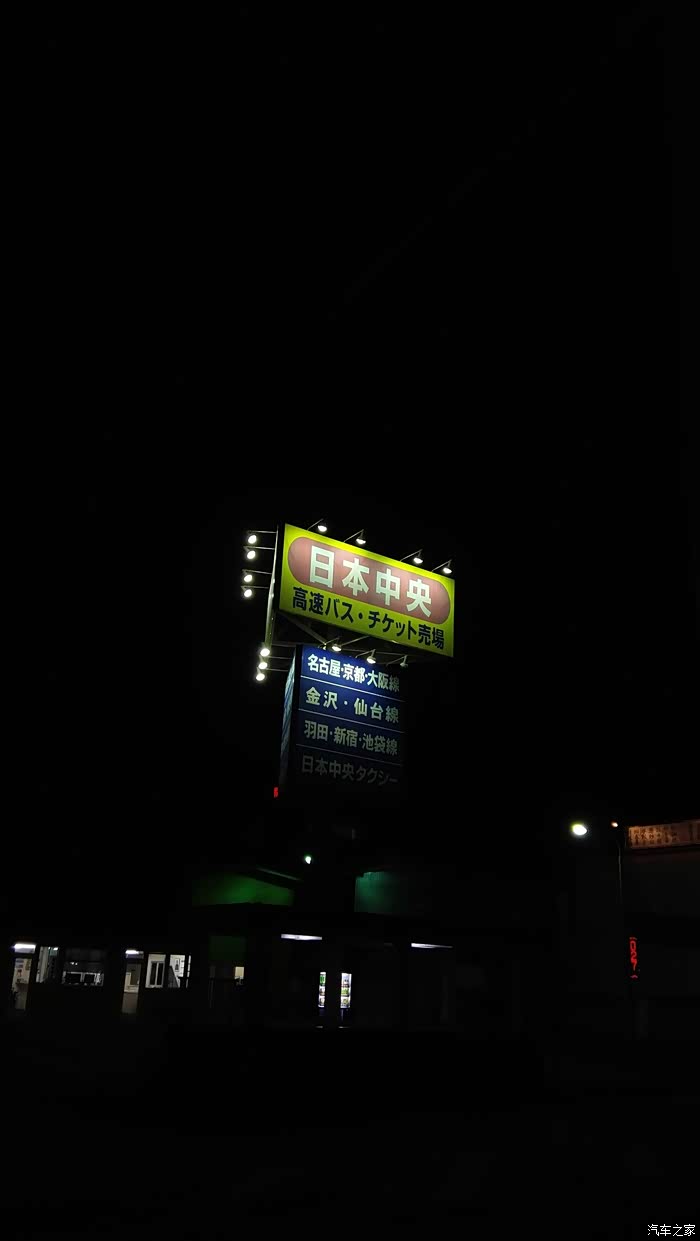 日本中央
高速バス・チケット売場
名古屋・京都・大阪線
金沢・仙台線
羽田・新宿・池袋線
日本中央タクシー
027
汽车之家